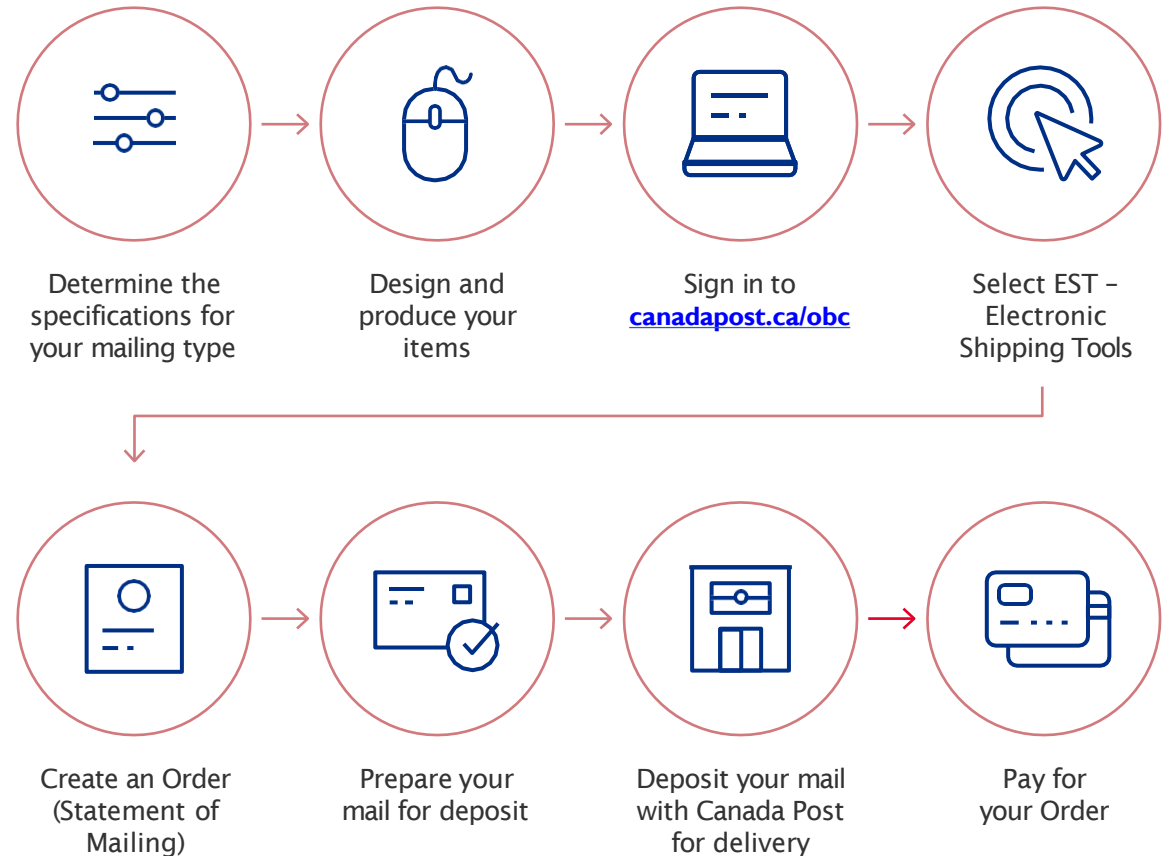 Determine the
specifications for
your mailing type
Design and
produce your
items
Sign in to
canadapost.ca/obc
Select EST –
Electronic
Shipping Tools
Create an Order
(Statement of
Mailing)
Prepare your
mail for deposit
Deposit your mail
with Canada Post
for delivery
Pay for
your Order